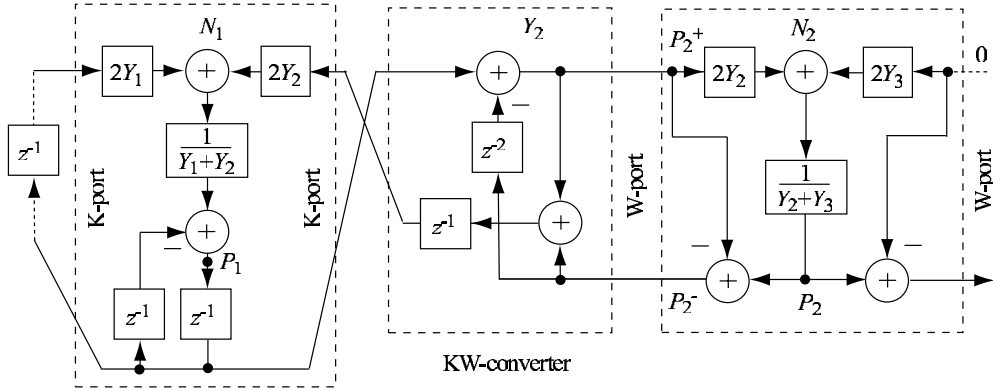 N₁ Y₂ P₂⁺ N₂ 0
2Y₁ + 2Y₂ + − 2Y₂ + 2Y₃
z⁻¹ 1/(Y₁+Y₂) z⁻² 1/(Y₂+Y₃)
K-port K-port W-port W-port
+ − z⁻¹ + − + + −
P₁ P₂⁻ P₂
z⁻¹ z⁻¹
KW-converter